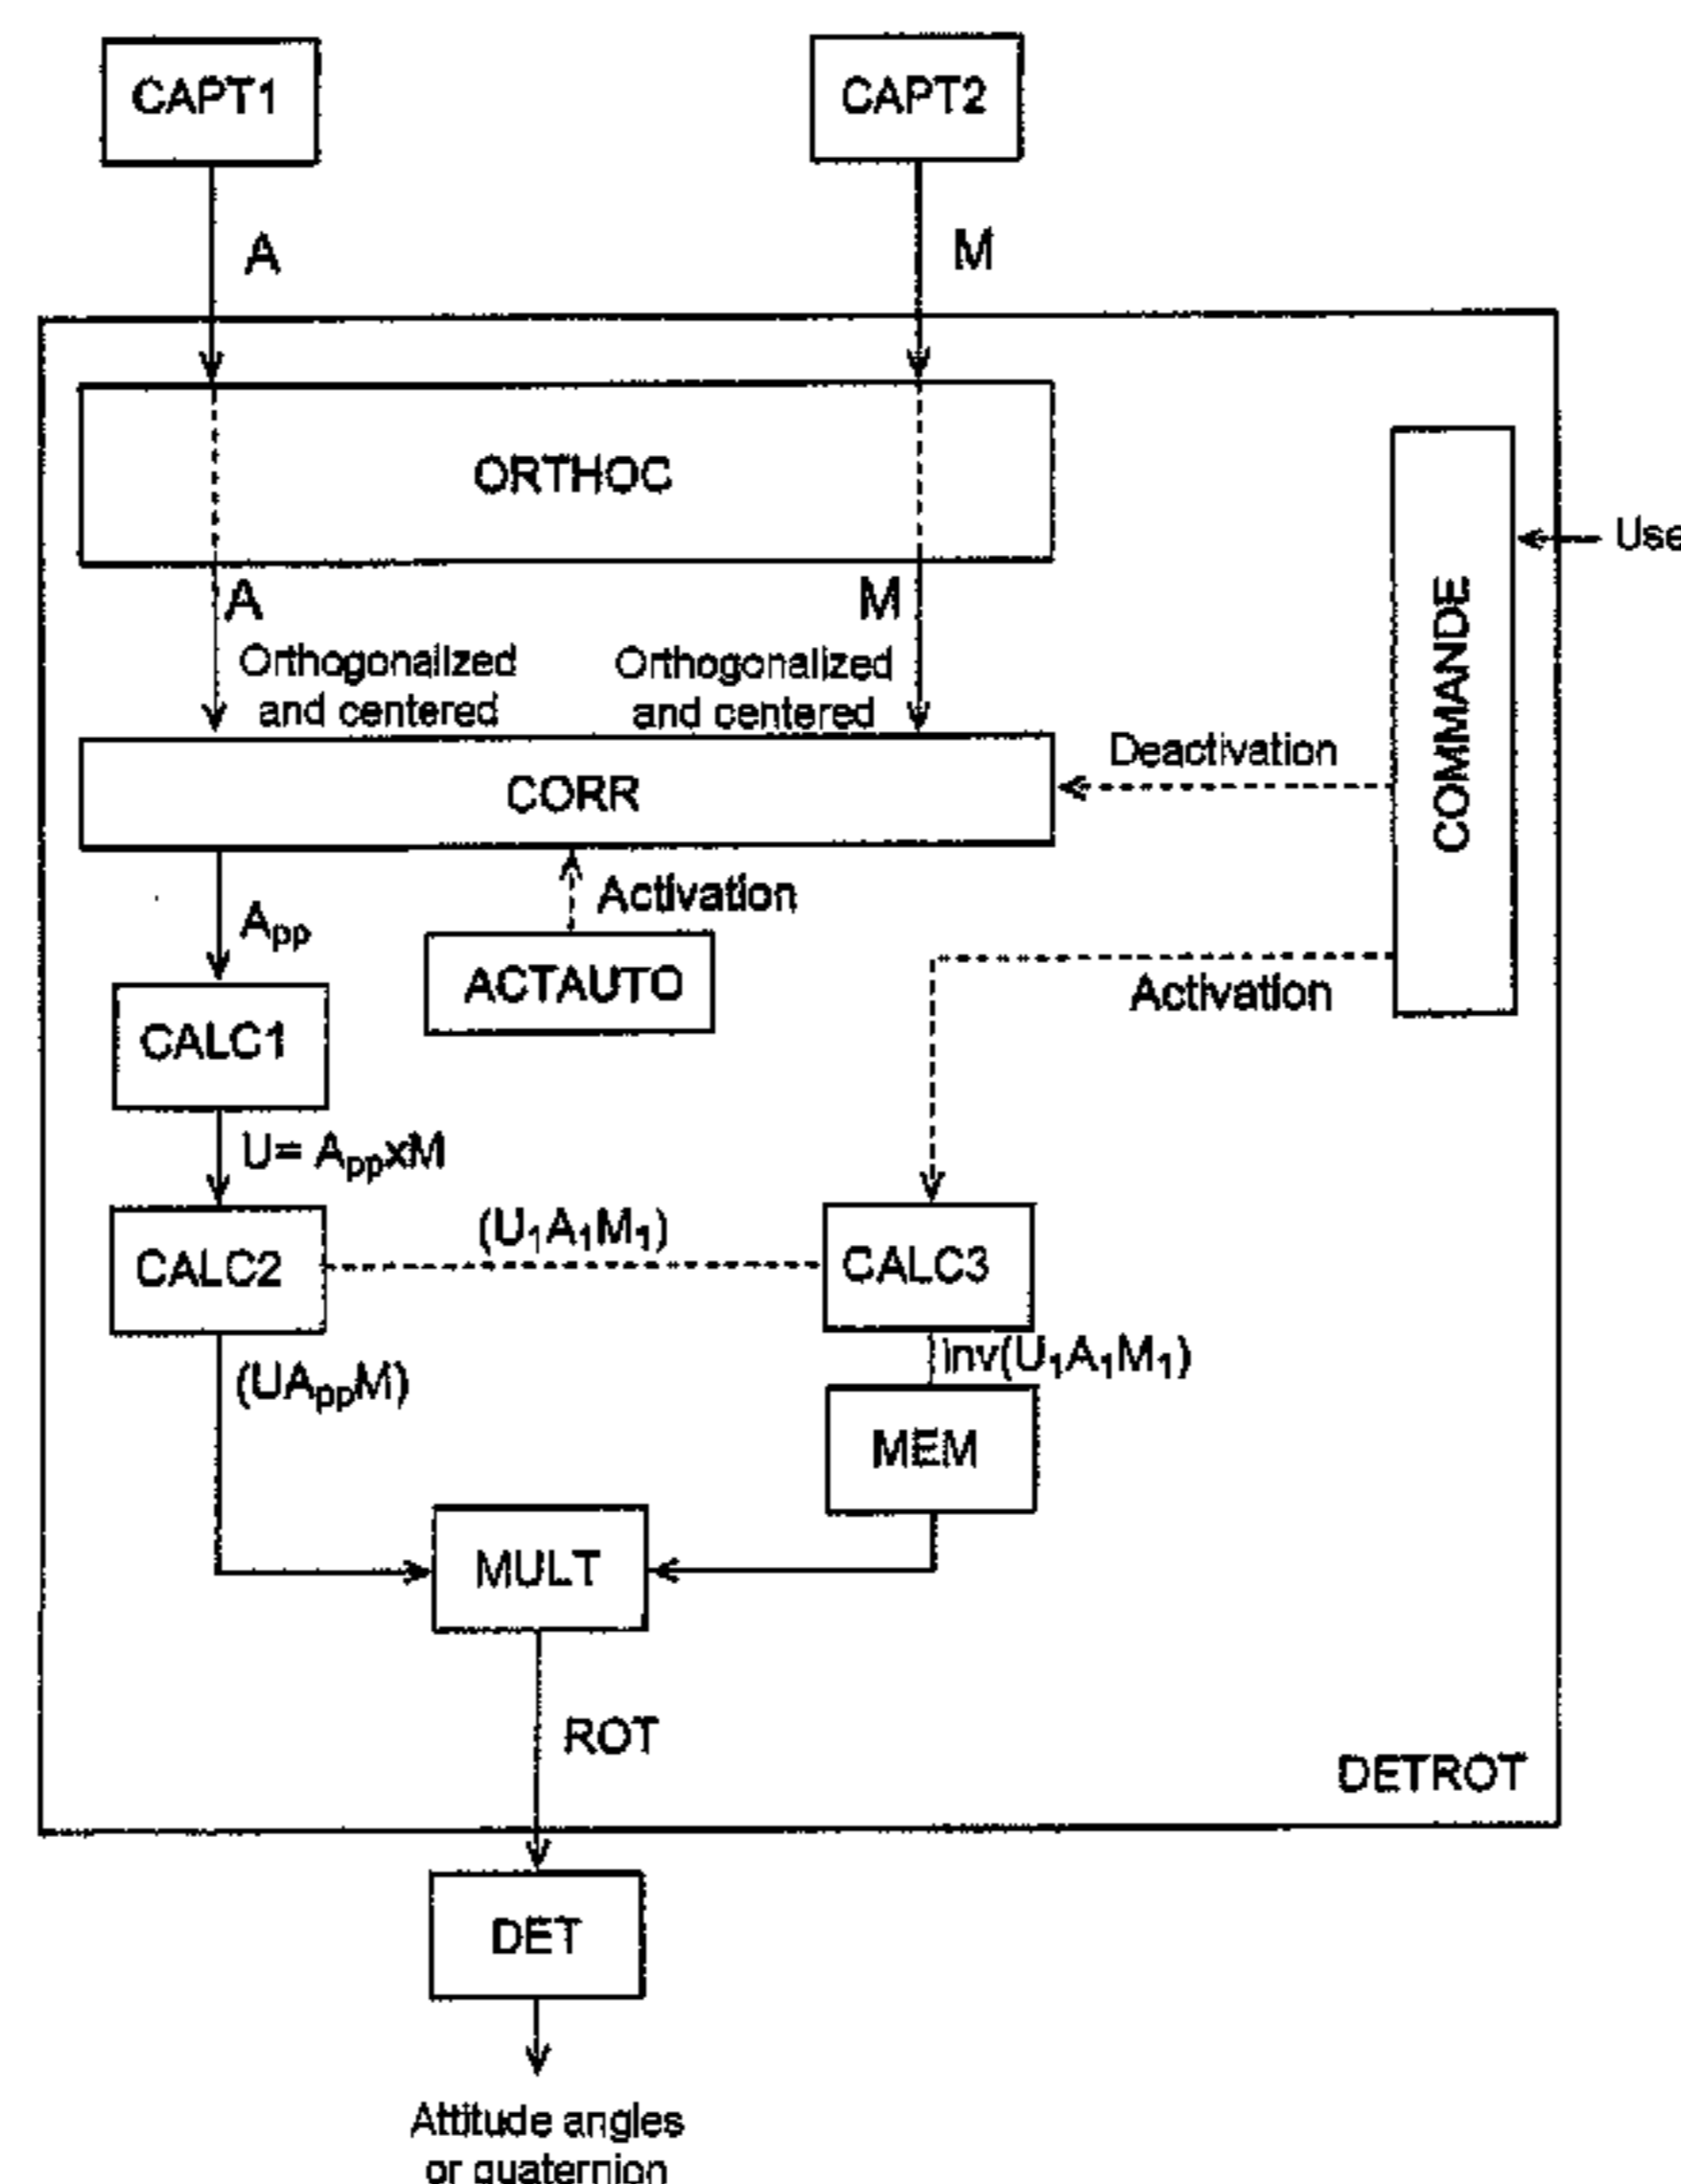 CAPT1
CAPT2
A
M
ORTHOC
A
M
Orthogonalized
and centered
Orthogonalized
and centered
Use
COMMANDE
Deactivation
CORR
Activation
App
ACTAUTO
Activation
CALC1
U= AppxM
CALC2
(U₁A₁M₁)
CALC3
(UAppM)
inv(U₁A₁M₁)
MEM
MULT
ROT
DETROT
DET
Attitude angles
or quaternion